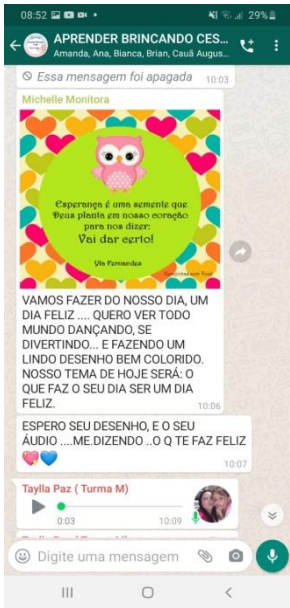 08:52
29%
APRENDER BRINCANDO CES...
Amanda, Ana, Bianca, Brian, Cauã Augus...
Essa mensagem foi apagada 10:03
Michelle Monitora
Esperança é uma semente que
Deus planta em nosso coração
para nos dizer:
Vai dar certo!
Yla Fernandes
VAMOS FAZER DO NOSSO DIA, UM
DIA FELIZ .... QUERO VER TODO
MUNDO DANÇANDO, SE
DIVERTINDO... E FAZENDO UM
LINDO DESENHO BEM COLORIDO.
NOSSO TEMA DE HOJE SERÁ: O
QUE FAZ O SEU DIA SER UM DIA
FELIZ.
10:06
ESPERO SEU DESENHO, E O SEU
ÁUDIO ....ME.DIZENDO ..O Q TE FAZ FELIZ
10:07
Taylla Paz ( Turma M)
0:03
10:09
Digite uma mensagem